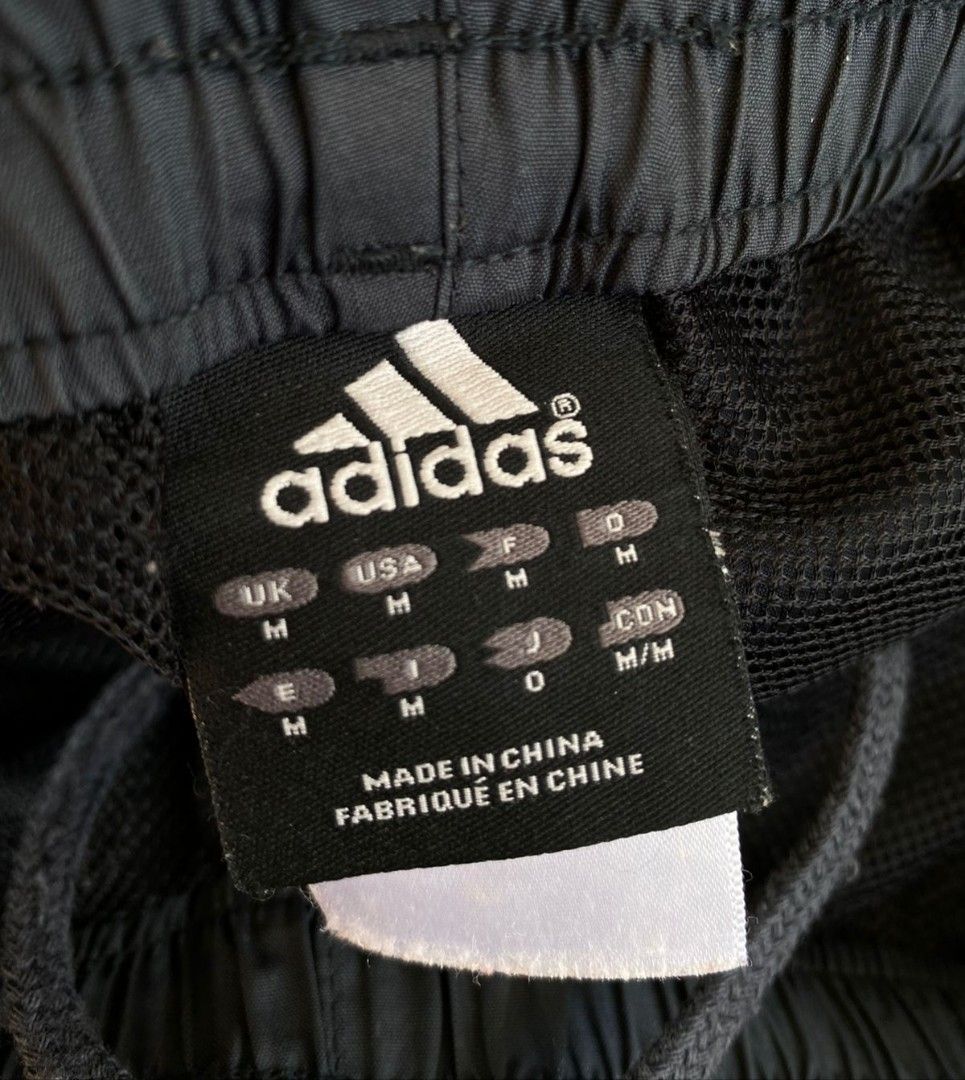 adidas®
UK USA F D
M M M M
E I J CON
M M O M/M
MADE IN CHINA
FABRIQUÉ EN CHINE